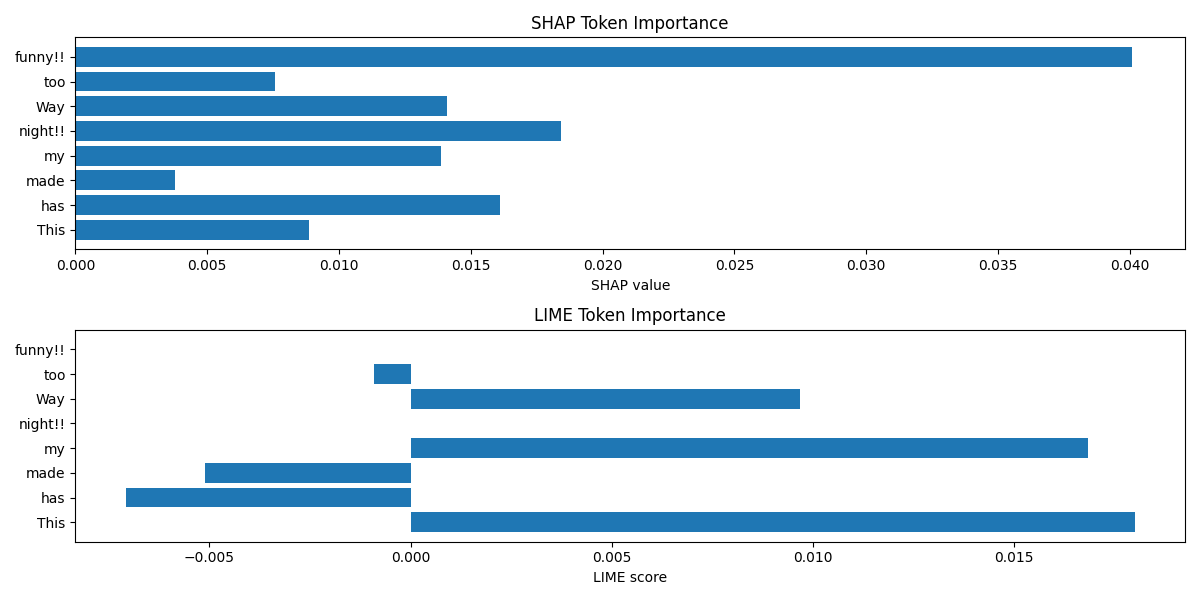 SHAP Token Importance
funny!!
too
Way
night!!
my
made
has
This
0.000 0.005 0.010 0.015 0.020 0.025 0.030 0.035 0.040
SHAP value
LIME Token Importance
funny!!
too
Way
night!!
my
made
has
This
−0.005 0.000 0.005 0.010 0.015
LIME score